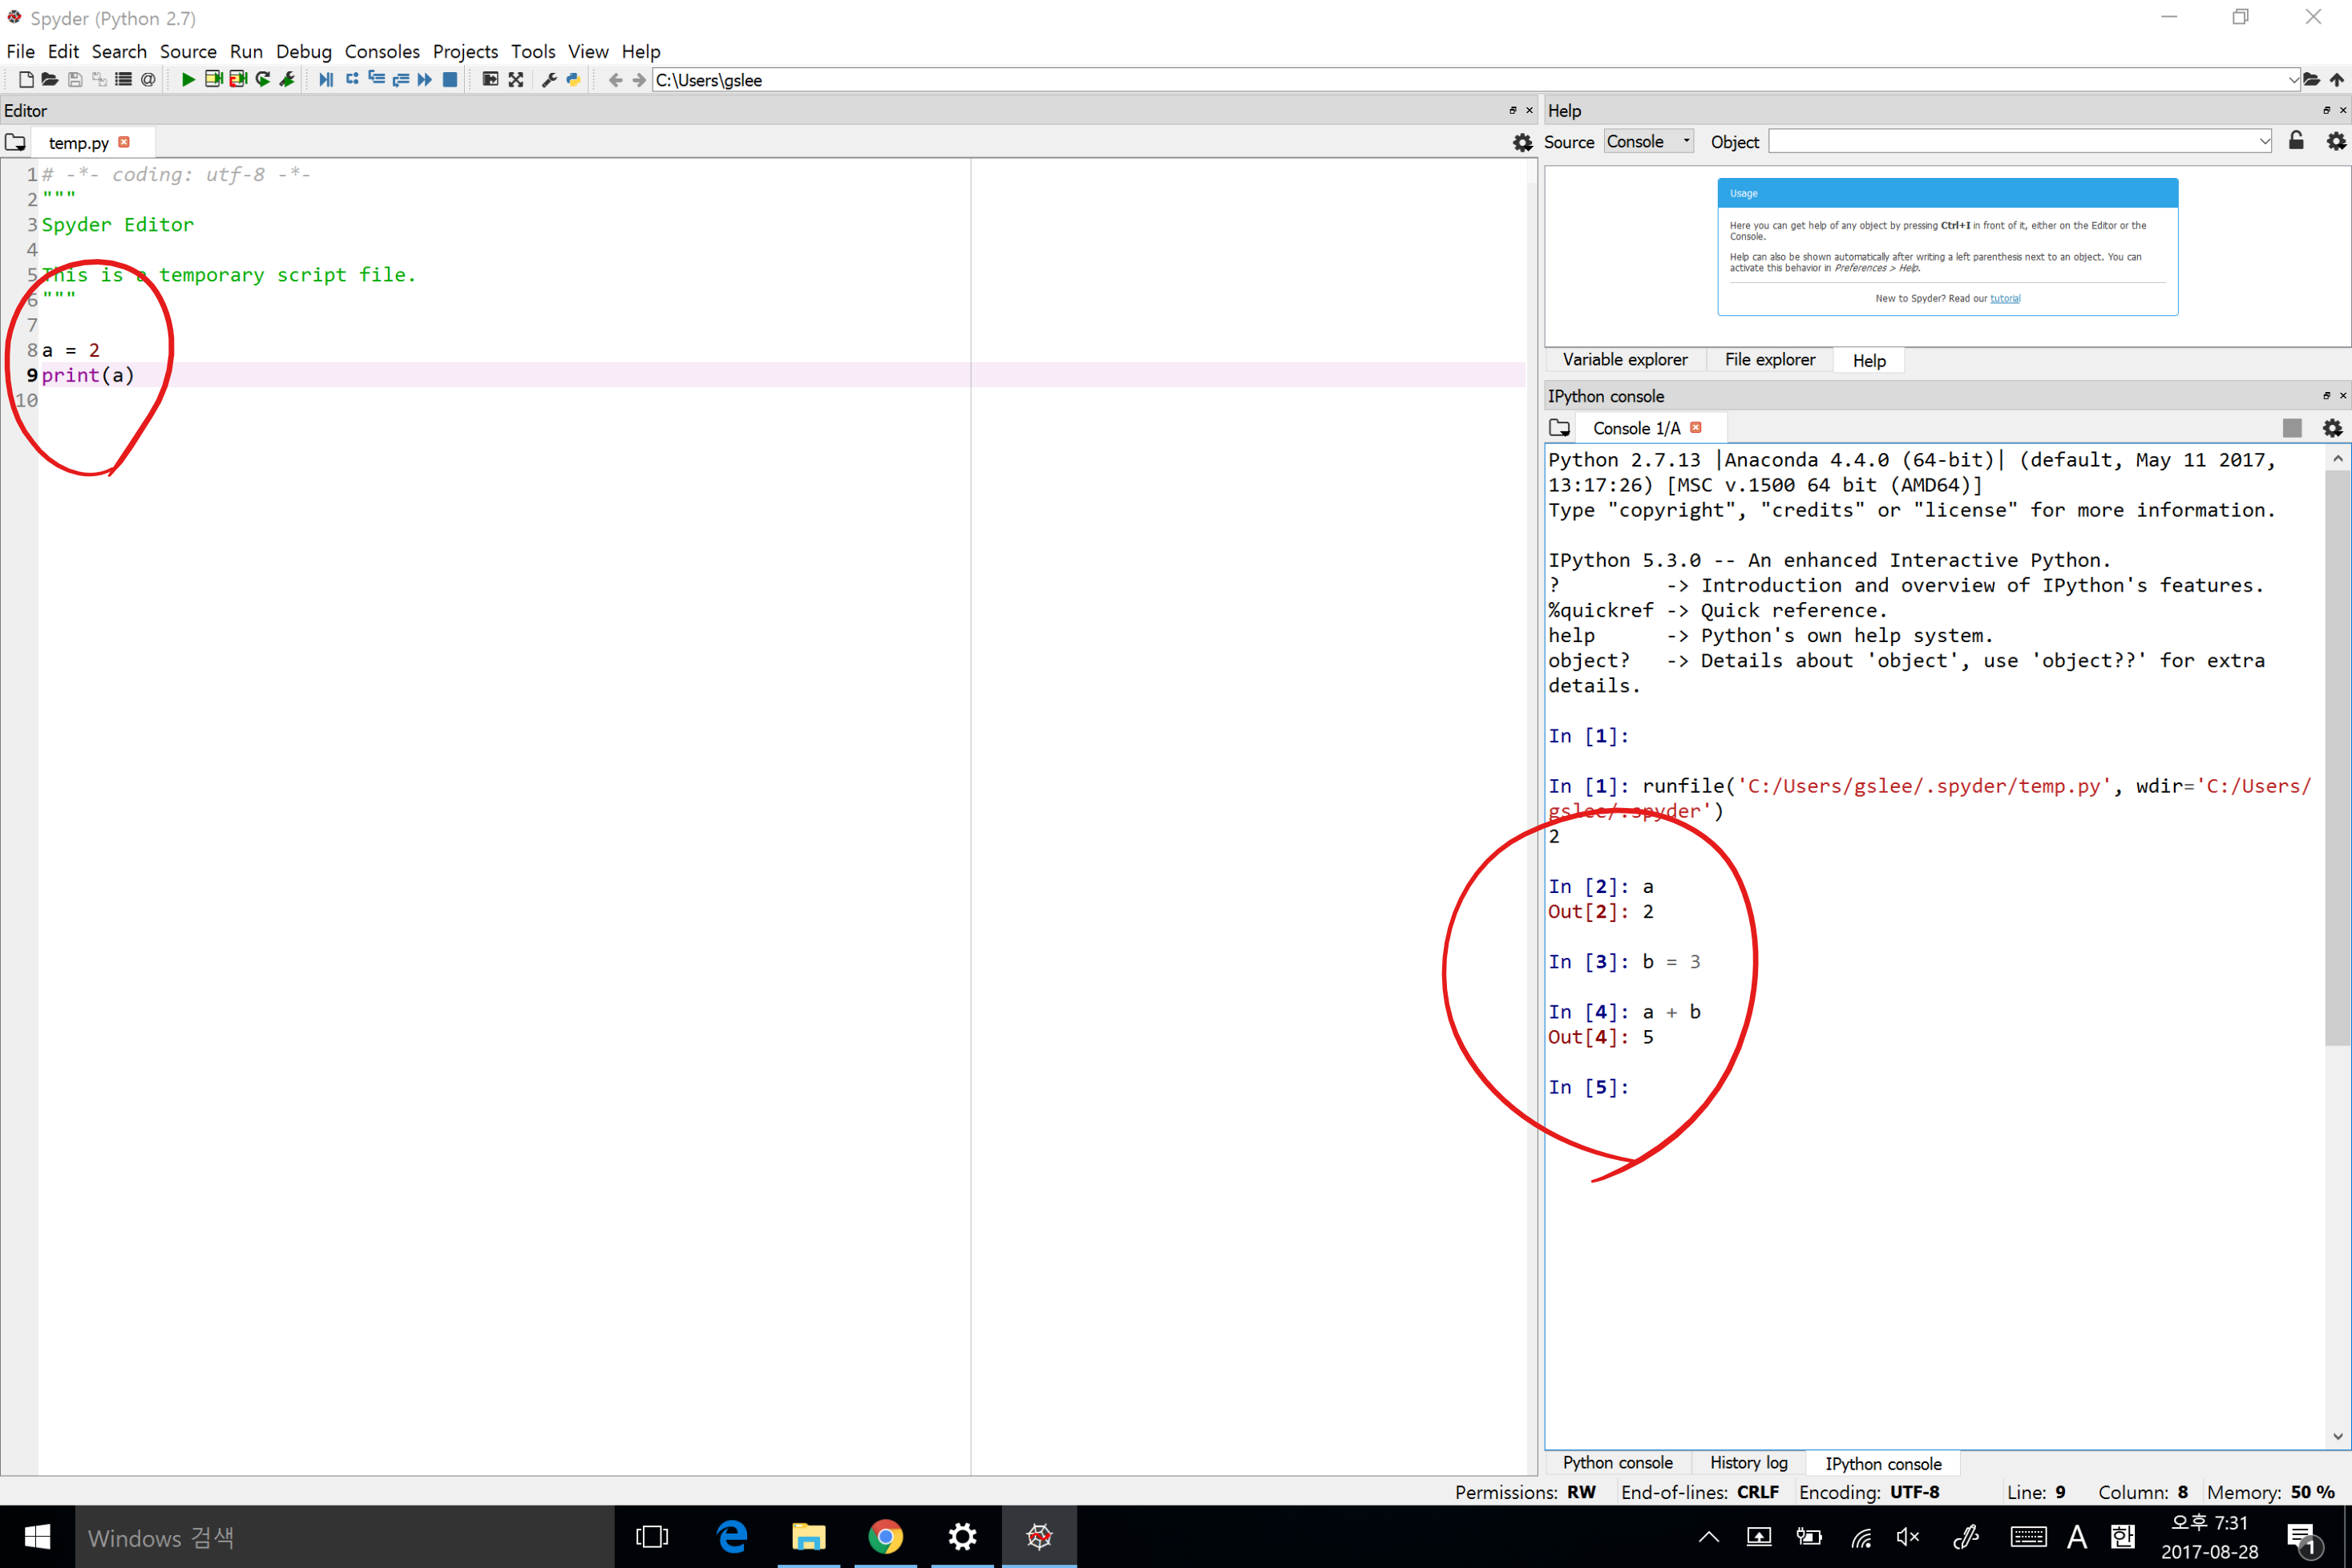 Spyder (Python 2.7)
File Edit Search Source Run Debug Consoles Projects Tools View Help
C:\Users\gslee
Editor
temp.py
1 # -*- coding: utf-8 -*-
2 """
3 Spyder Editor
4
5 This is a temporary script file.
6 """
7
8 a = 2
9 print(a)
10
Help
Source Console Object
Usage
Here you can get help of any object by pressing Ctrl+I in front of it, either on the Editor or the
Console.
Help can also be shown automatically after writing a left parenthesis next to an object. You can
activate this behavior in Preferences > Help.
New to Spyder? Read our tutorial
Variable explorer File explorer Help
IPython console
Console 1/A
Python 2.7.13 |Anaconda 4.4.0 (64-bit)| (default, May 11 2017,
13:17:26) [MSC v.1500 64 bit (AMD64)]
Type "copyright", "credits" or "license" for more information.
IPython 5.3.0 -- An enhanced Interactive Python.
? -> Introduction and overview of IPython's features.
%quickref -> Quick reference.
help -> Python's own help system.
object? -> Details about 'object', use 'object??' for extra
details.
In [1]:
In [1]: runfile('C:/Users/gslee/.spyder/temp.py', wdir='C:/Users/
gslee/.spyder')
2
In [2]: a
Out[2]: 2
In [3]: b = 3
In [4]: a + b
Out[4]: 5
In [5]:
Python console History log IPython console
Permissions: RW End-of-lines: CRLF Encoding: UTF-8 Line: 9 Column: 8 Memory: 50 %
Windows 검색
A 한 오후 7:31
2017-08-28
1